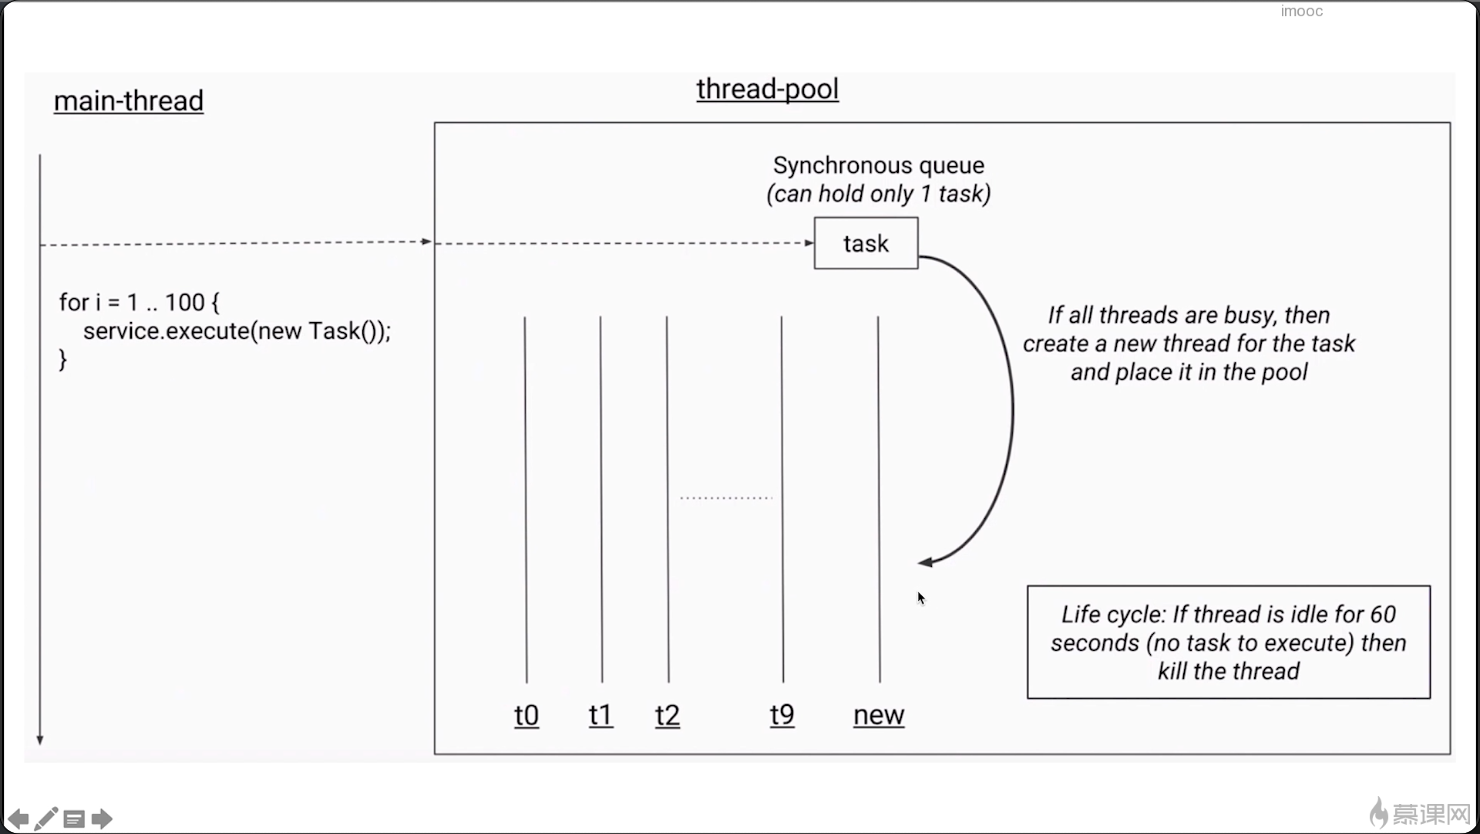 imooc
main-thread
thread-pool
Synchronous queue
(can hold only 1 task)
task
for i = 1 .. 100 {
service.execute(new Task());
}
If all threads are busy, then
create a new thread for the task
and place it in the pool
Life cycle: If thread is idle for 60
seconds (no task to execute) then
kill the thread
t0
t1
t2
t9
new
慕课网